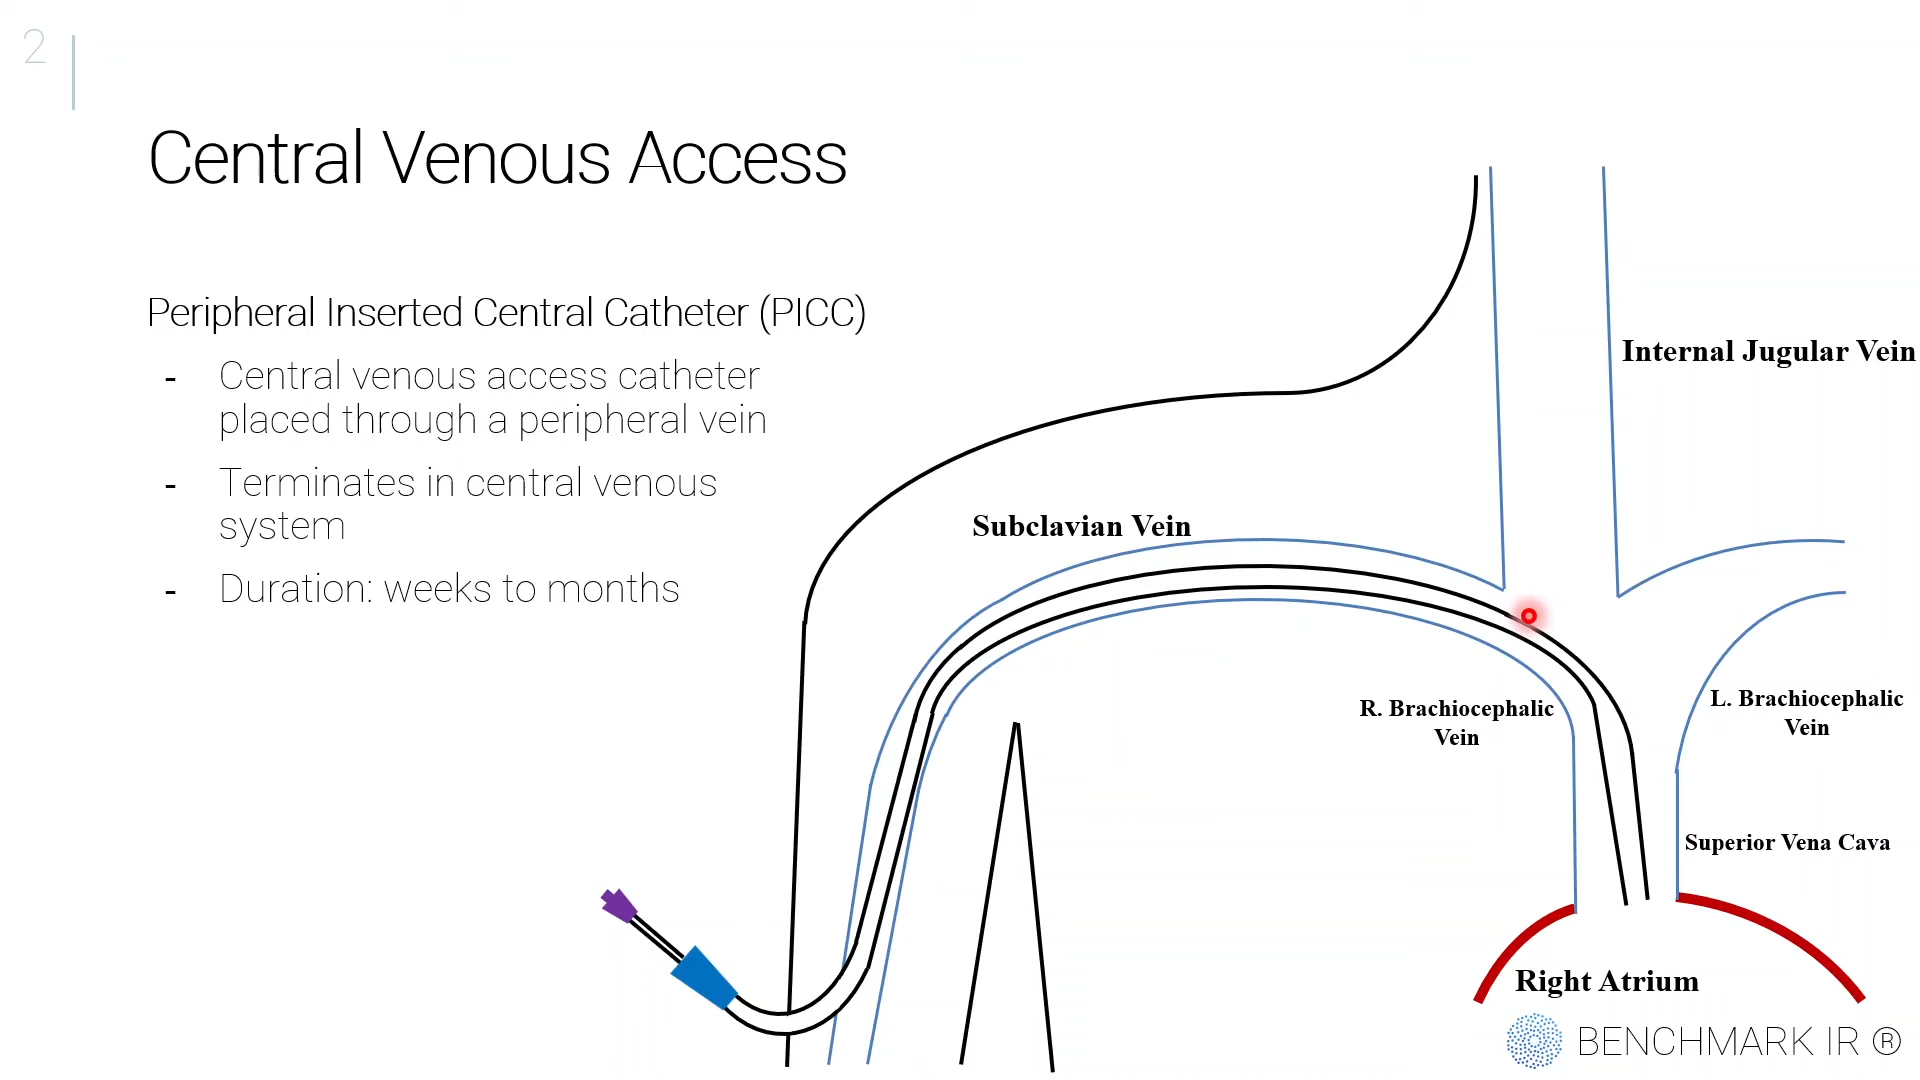 2
Central Venous Access
Peripheral Inserted Central Catheter (PICC)
- Central venous access catheter
placed through a peripheral vein
- Terminates in central venous
system
- Duration: weeks to months
Internal Jugular Vein
Subclavian Vein
R. Brachiocephalic
Vein
L. Brachiocephalic
Vein
Superior Vena Cava
Right Atrium
BENCHMARK IR ®